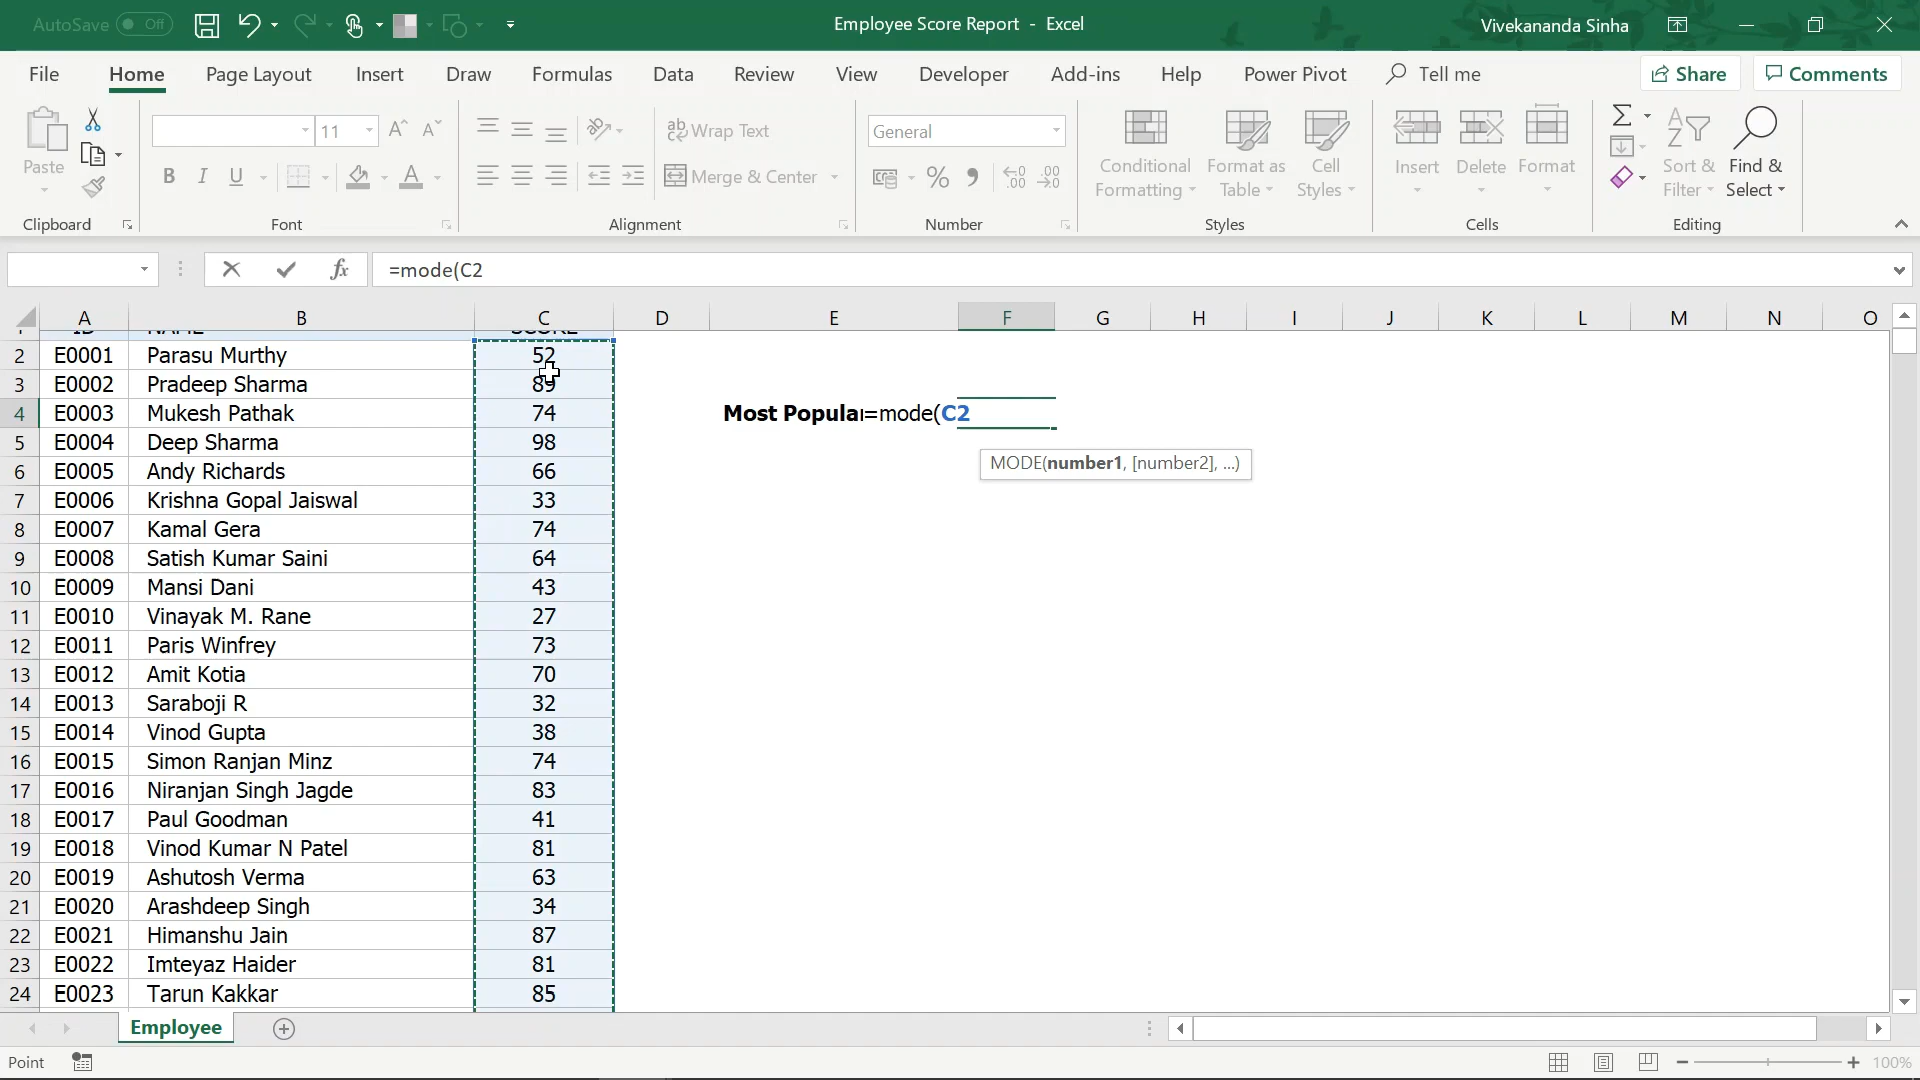 AutoSave Off
Employee Score Report - Excel
Vivekananda Sinha
File Home Page Layout Insert Draw Formulas Data Review View Developer Add-ins Help Power Pivot Tell me Share Comments
Paste
Clipboard
11
B I U A
Font
ab Wrap Text
Merge & Center
Alignment
General
%
Number
Conditional Formatting
Format as Table
Cell Styles
Styles
Insert
Delete
Format
Cells
Sort & Filter
Find & Select
Editing
fx
=mode(C2
A B C D E F G H I J K L M N O
1 ID NAME SCORE
2 E0001 Parasu Murthy 52
3 E0002 Pradeep Sharma 89
4 E0003 Mukesh Pathak 74 Most Popular =mode(C2
5 E0004 Deep Sharma 98
MODE(number1, [number2], ...)
6 E0005 Andy Richards 66
7 E0006 Krishna Gopal Jaiswal 33
8 E0007 Kamal Gera 74
9 E0008 Satish Kumar Saini 64
10 E0009 Mansi Dani 43
11 E0010 Vinayak M. Rane 27
12 E0011 Paris Winfrey 73
13 E0012 Amit Kotia 70
14 E0013 Saraboji R 32
15 E0014 Vinod Gupta 38
16 E0015 Simon Ranjan Minz 74
17 E0016 Niranjan Singh Jagde 83
18 E0017 Paul Goodman 41
19 E0018 Vinod Kumar N Patel 81
20 E0019 Ashutosh Verma 63
21 E0020 Arashdeep Singh 34
22 E0021 Himanshu Jain 87
23 E0022 Imteyaz Haider 81
24 E0023 Tarun Kakkar 85
Employee
Point
100%